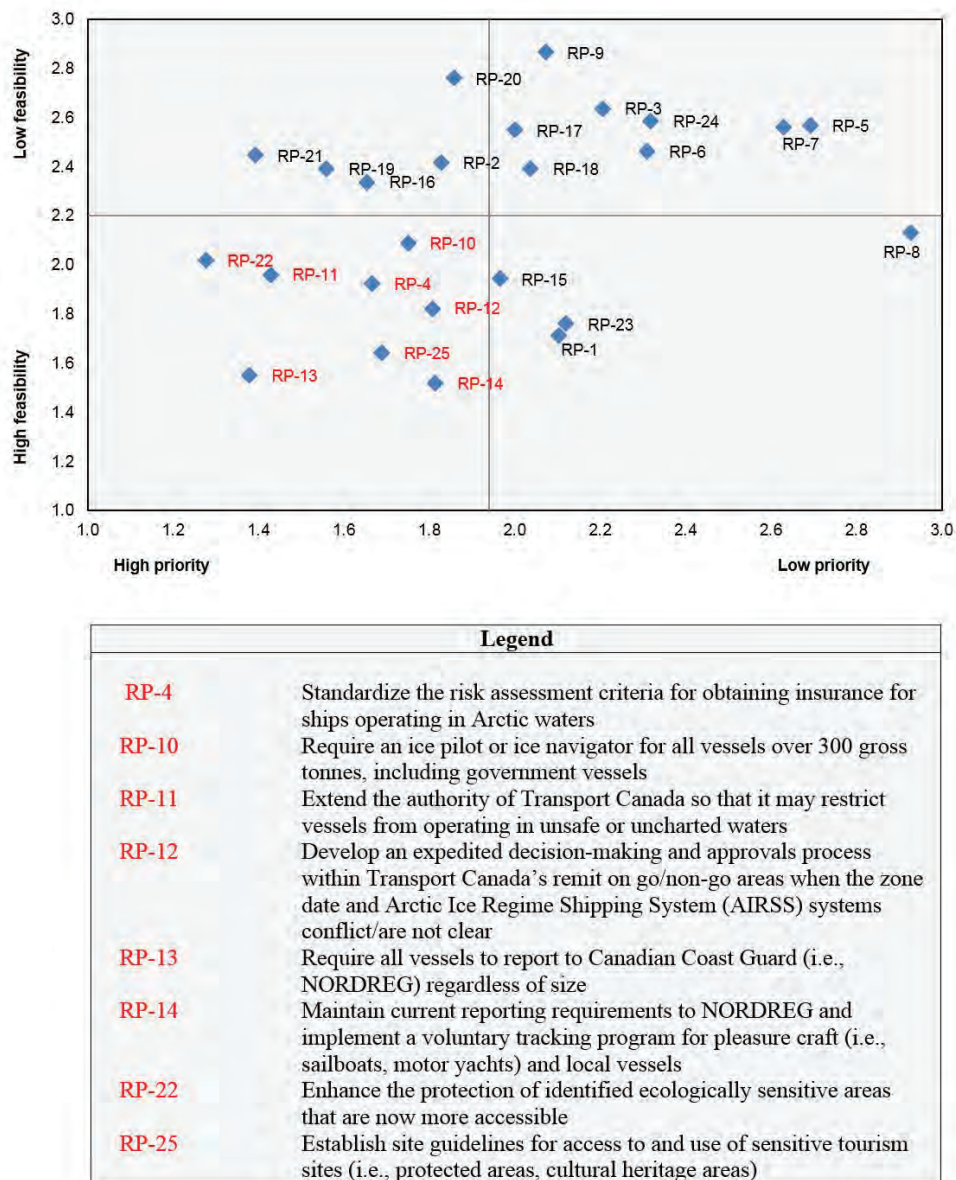 3.0
Low feasibility
2.8
RP-9
RP-20
RP-3
RP-24
2.6
RP-17
RP-5
RP-7
RP-21
RP-2
RP-6
2.4
RP-19
RP-18
RP-16
2.2
RP-10
RP-8
RP-22
2.0
RP-11
RP-4
RP-15
RP-12
1.8
RP-23
High feasibility
RP-25
RP-1
1.6
RP-13
RP-14
1.4
1.2
1.0
1.0 1.2 1.4 1.6 1.8 2.0 2.2 2.4 2.6 2.8 3.0
High priority Low priority
Legend
RP-4 Standardize the risk assessment criteria for obtaining insurance for
ships operating in Arctic waters
RP-10 Require an ice pilot or ice navigator for all vessels over 300 gross
tonnes, including government vessels
RP-11 Extend the authority of Transport Canada so that it may restrict
vessels from operating in unsafe or uncharted waters
RP-12 Develop an expedited decision-making and approvals process
within Transport Canada's remit on go/non-go areas when the zone
date and Arctic Ice Regime Shipping System (AIRSS) systems
conflict/are not clear
RP-13 Require all vessels to report to Canadian Coast Guard (i.e.,
NORDREG) regardless of size
RP-14 Maintain current reporting requirements to NORDREG and
implement a voluntary tracking program for pleasure craft (i.e.,
sailboats, motor yachts) and local vessels
RP-22 Enhance the protection of identified ecologically sensitive areas
that are now more accessible
RP-25 Establish site guidelines for access to and use of sensitive tourism
sites (i.e., protected areas, cultural heritage areas)